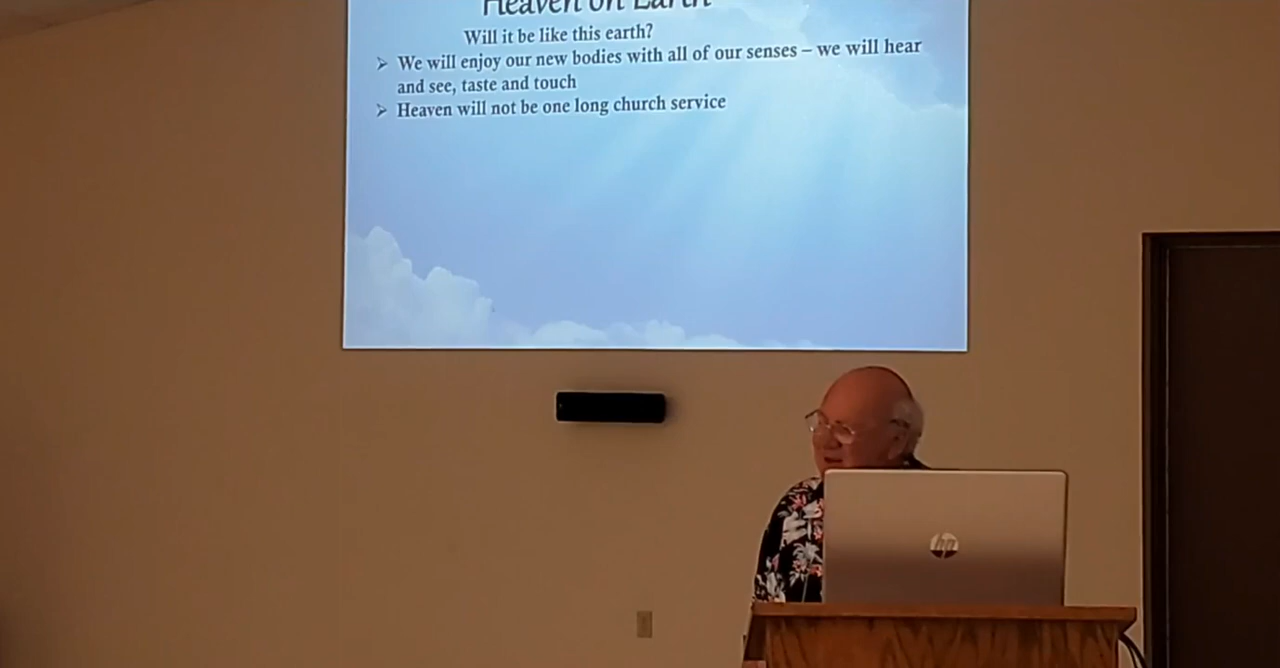 Heaven on Earth
Will it be like this earth?
➢ We will enjoy our new bodies with all of our senses – we will hear
and see, taste and touch
➢ Heaven will not be one long church service
hp